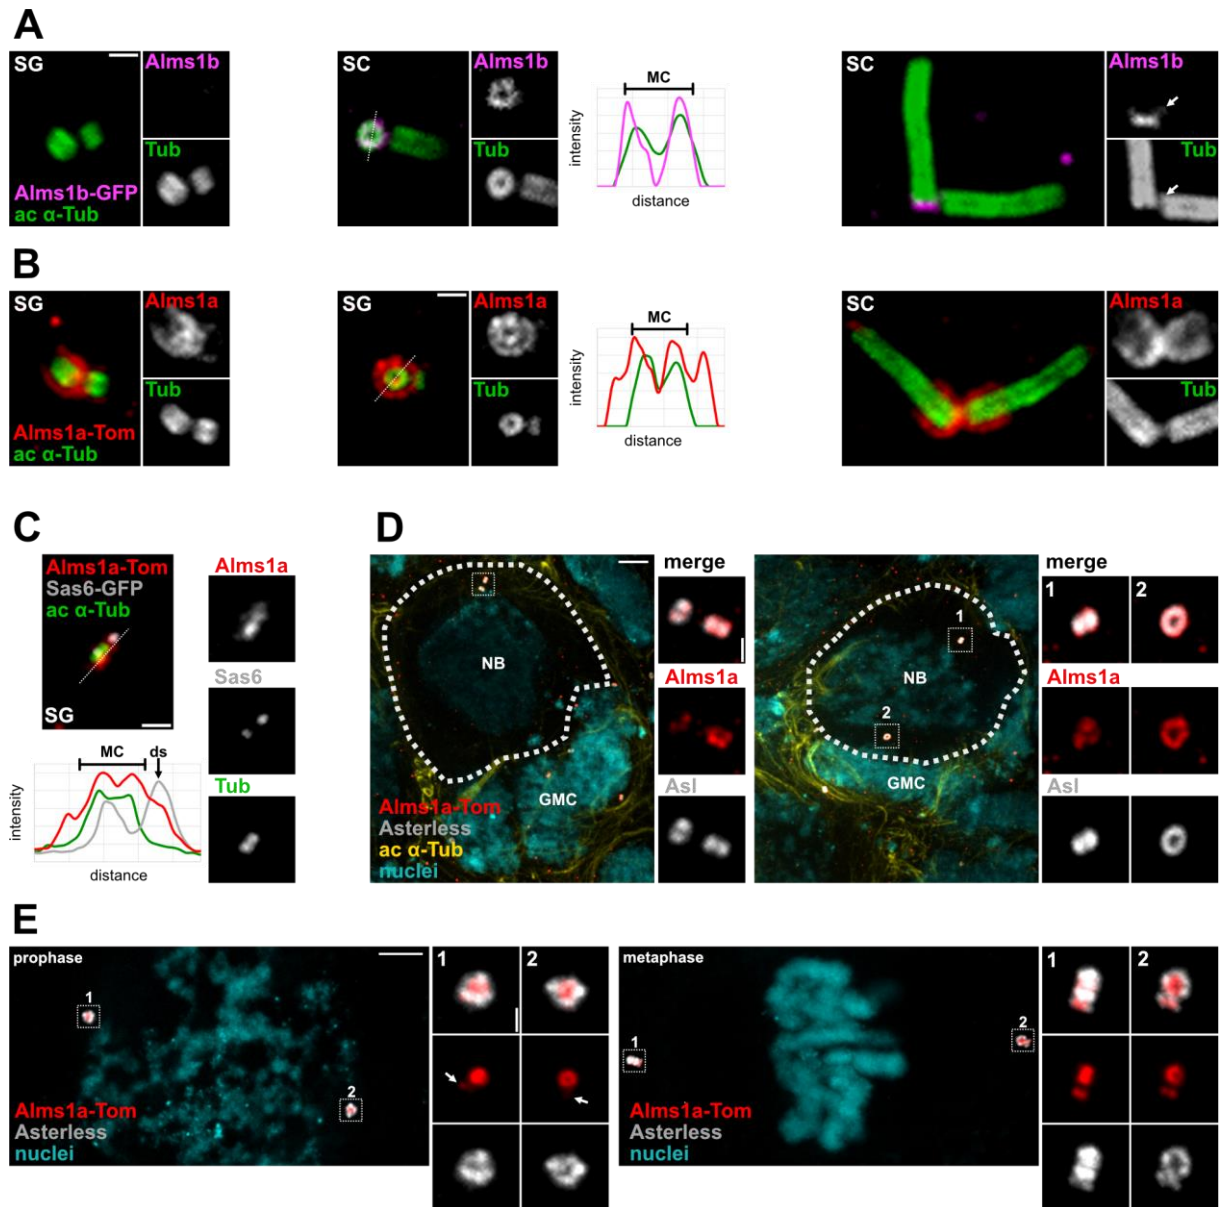 A
SG
Alms1b
Tub
Alms1b-GFP
ac α-Tub
SC
Alms1b
Tub
MC
intensity
distance
SC
Alms1b
Tub
B
SG
Alms1a
Tub
Alms1a-Tom
ac α-Tub
SG
Alms1a
Tub
MC
intensity
distance
SC
Alms1a
Tub
C
Alms1a-Tom
Sas6-GFP
ac α-Tub
SG
Alms1a
Sas6
Tub
MC
ds
intensity
distance
D
NB
GMC
Alms1a-Tom
Asterless
ac α-Tub
nuclei
merge
Alms1a
Asl
1
NB
2
GMC
merge
1
2
Alms1a
Asl
E
prophase
1
2
Alms1a-Tom
Asterless
nuclei
1
2
metaphase
1
2
Alms1a-Tom
Asterless
nuclei
1
2